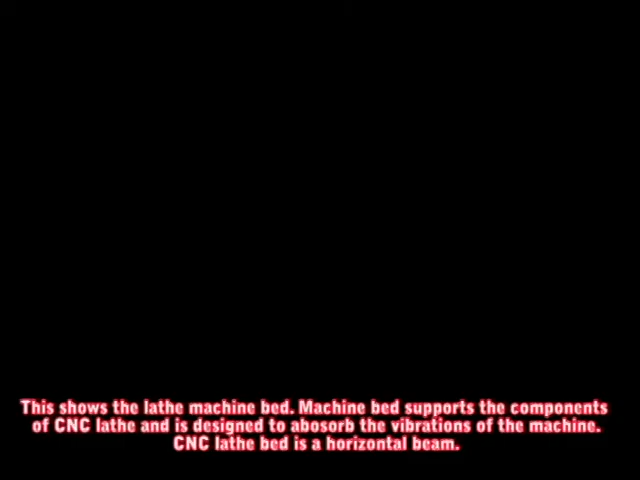 This shows the lathe machine bed. Machine bed supports the components
of CNC lathe and is designed to abosorb the vibrations of the machine.
CNC lathe bed is a horizontal beam.